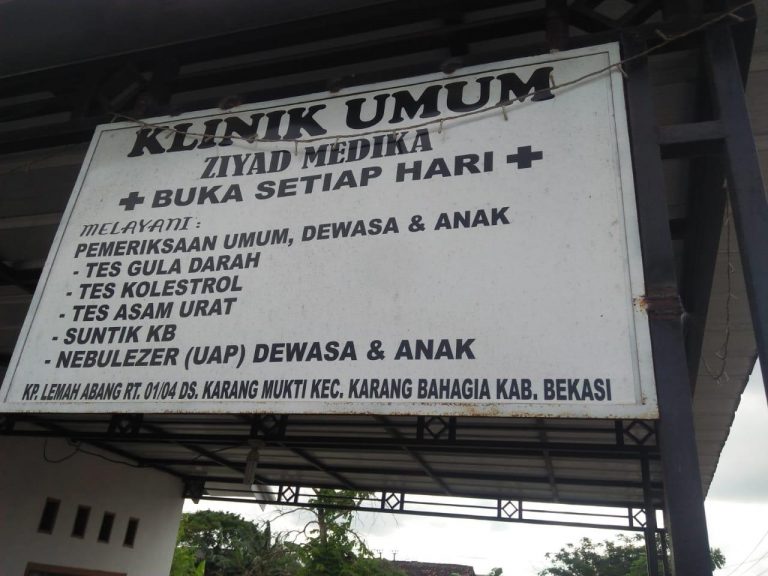 KLINIK UMUM
ZIYAD MEDIKA
+ BUKA SETIAP HARI +
MELAYANI :
PEMERIKSAAN UMUM, DEWASA & ANAK
- TES GULA DARAH
- TES KOLESTROL
- TES ASAM URAT
- SUNTIK KB
- NEBULEZER (UAP) DEWASA & ANAK
KP. LEMAH ABANG RT. 01/04 DS. KARANG MUKTI KEC. KARANG BAHAGIA KAB. BEKASI